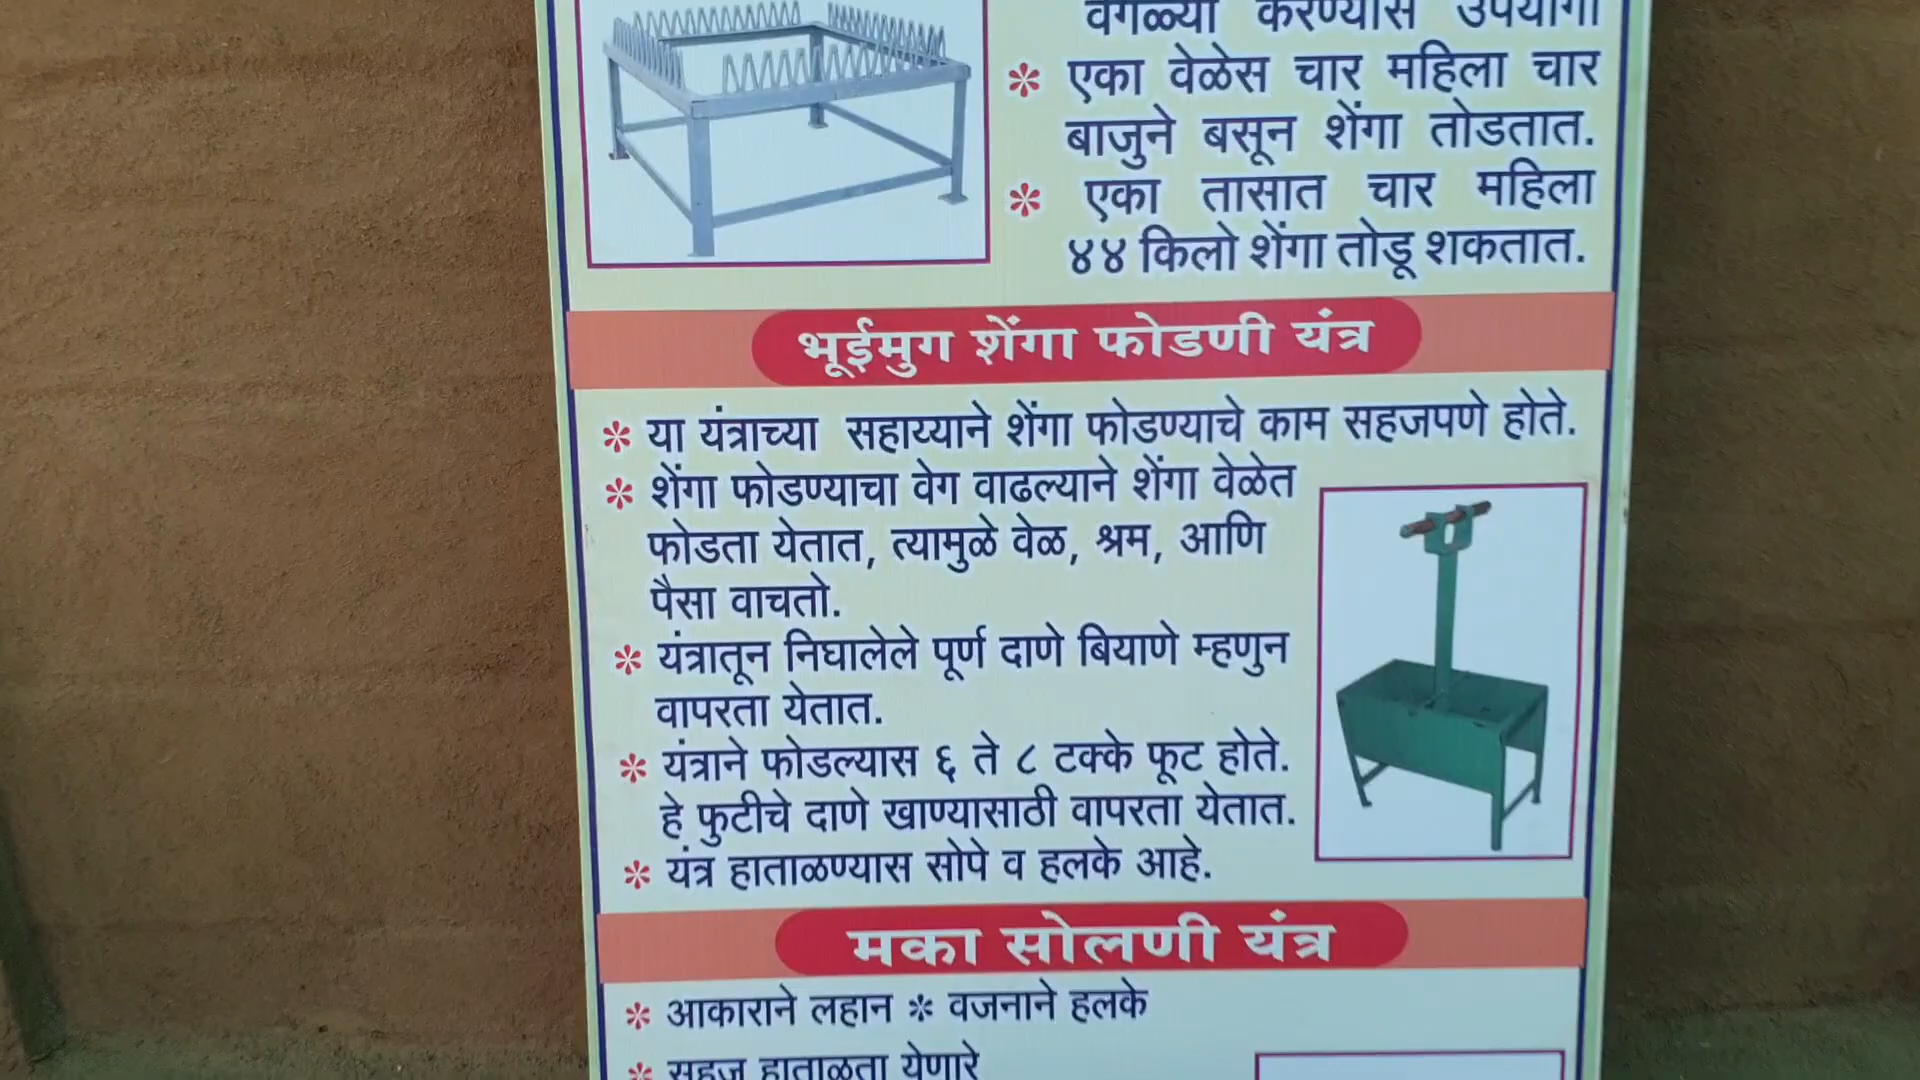 वेगळ्या करण्यास उपयोगी
* एका वेळेस चार महिला चार
बाजुने बसून शेंगा तोडतात.
* एका तासात चार महिला
४४ किलो शेंगा तोडू शकतात.
भूईमुग शेंगा फोडणी यंत्र
* या यंत्राच्या सहाय्याने शेंगा फोडण्याचे काम सहजपणे होते.
* शेंगा फोडण्याचा वेग वाढल्याने शेंगा वेळेत
फोडता येतात, त्यामुळे वेळ, श्रम, आणि
पैसा वाचतो.
* यंत्रातून निघालेले पूर्ण दाणे बियाणे म्हणुन
वापरता येतात.
* यंत्राने फोडल्यास ६ ते ८ टक्के फूट होते.
हे फुटीचे दाणे खाण्यासाठी वापरता येतात.
* यंत्र हाताळण्यास सोपे व हलके आहे.
मका सोलणी यंत्र
* आकाराने लहान * वजनाने हलके
* सहज हाताळता येणारे